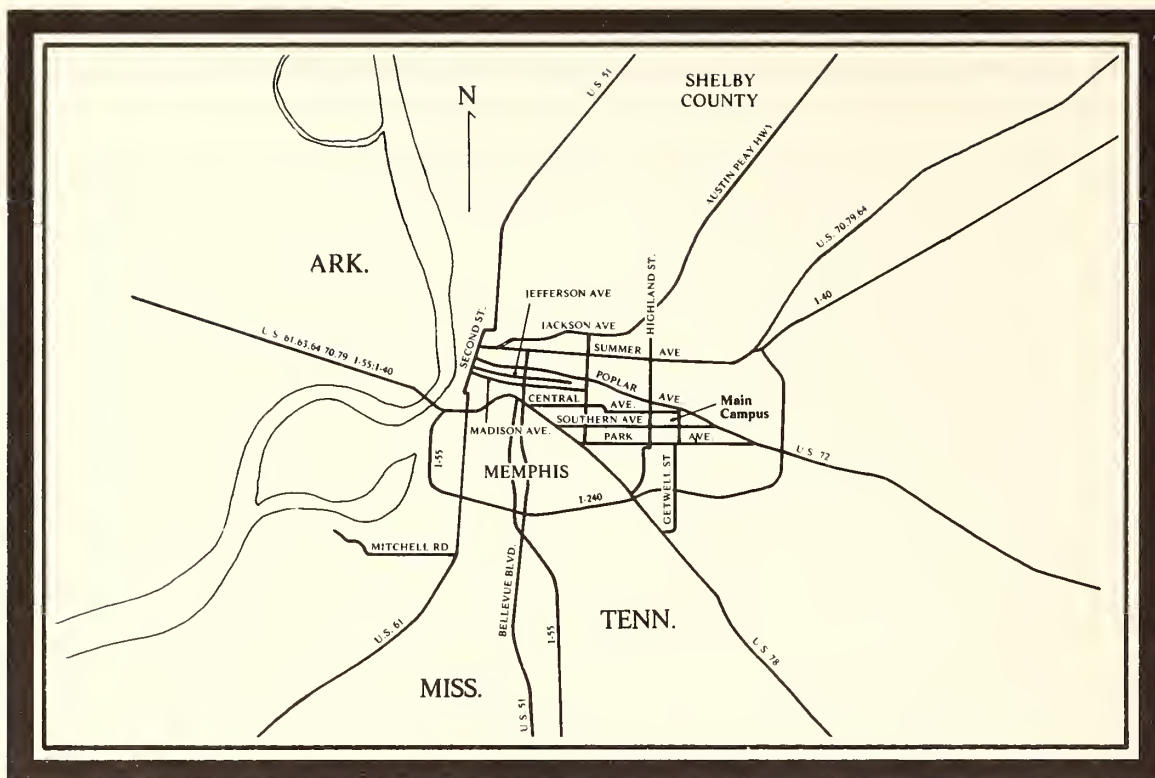 N
U.S. 51
SHELBY
COUNTY
AUSTIN PEAY HWY
U.S. 70.79.64
I-40
ARK.
JEFFERSON AVE
HIGHLAND ST.
JACKSON AVE
SECOND ST.
SUMMER AVE
U.S. 61.63.64 70.79 I-55:I-40
POPLAR AVE.
CENTRAL AVE.
Main
Campus
SOUTHERN AVE
MADISON AVE.
PARK AVE.
U.S. 72
I-55
MEMPHIS
GETWELL ST
I-240
MITCHELL RD
BELLEVUE BLVD.
TENN.
U.S. 61
I-55
U.S. 78
MISS.
U.S. 51